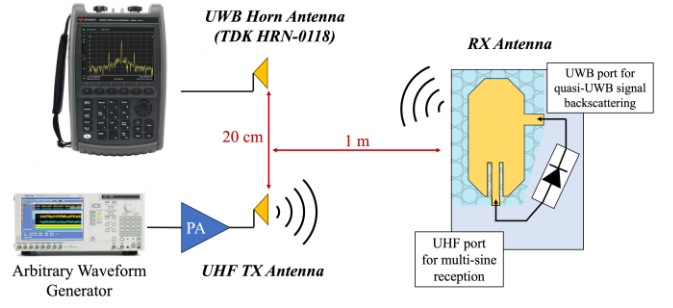 UWB Horn Antenna
(TDK HRN-0118)
RX Antenna
UWB port for
quasi-UWB signal
backscattering
20 cm
1 m
PA
UHF port
for multi-sine
reception
Arbitrary Waveform
Generator
UHF TX Antenna